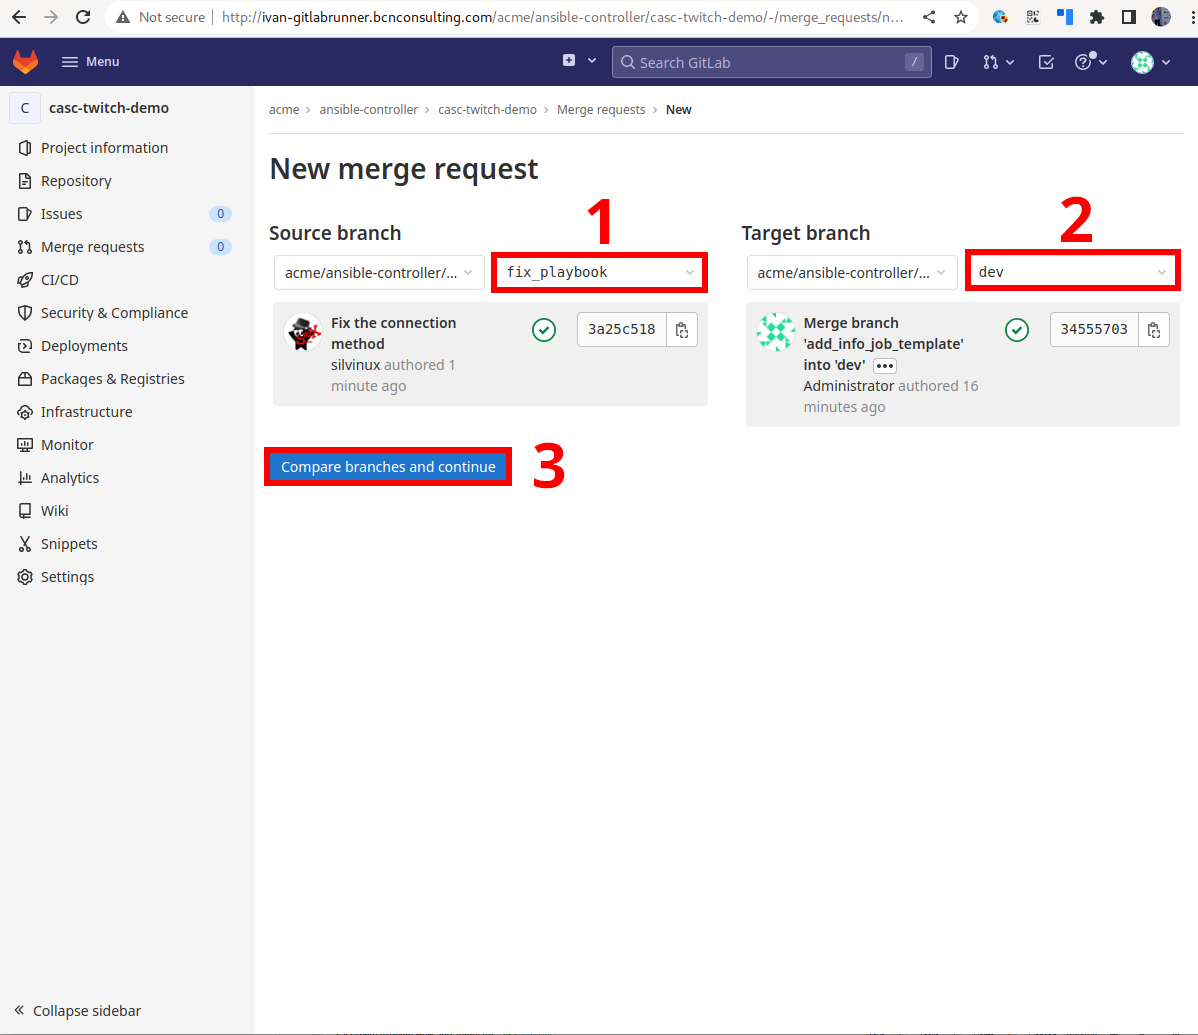 Not secure
http://ivan-gitlabrunner.bcnconsulting.com/acme/ansible-controller/casc-twitch-demo/-/merge_requests/n...
Menu
Search GitLab
/
C casc-twitch-demo
Project information
Repository
Issues 0
Merge requests 0
CI/CD
Security & Compliance
Deployments
Packages & Registries
Infrastructure
Monitor
Analytics
Wiki
Snippets
Settings
Collapse sidebar
acme > ansible-controller > casc-twitch-demo > Merge requests > New
New merge request
1
Source branch
acme/ansible-controller/... fix_playbook
Fix the connection
method
silvinux authored 1
minute ago
3a25c518
2
Target branch
acme/ansible-controller/... dev
Merge branch
'add_info_job_template'
into 'dev' •••
Administrator authored 16
minutes ago
34555703
Compare branches and continue 3